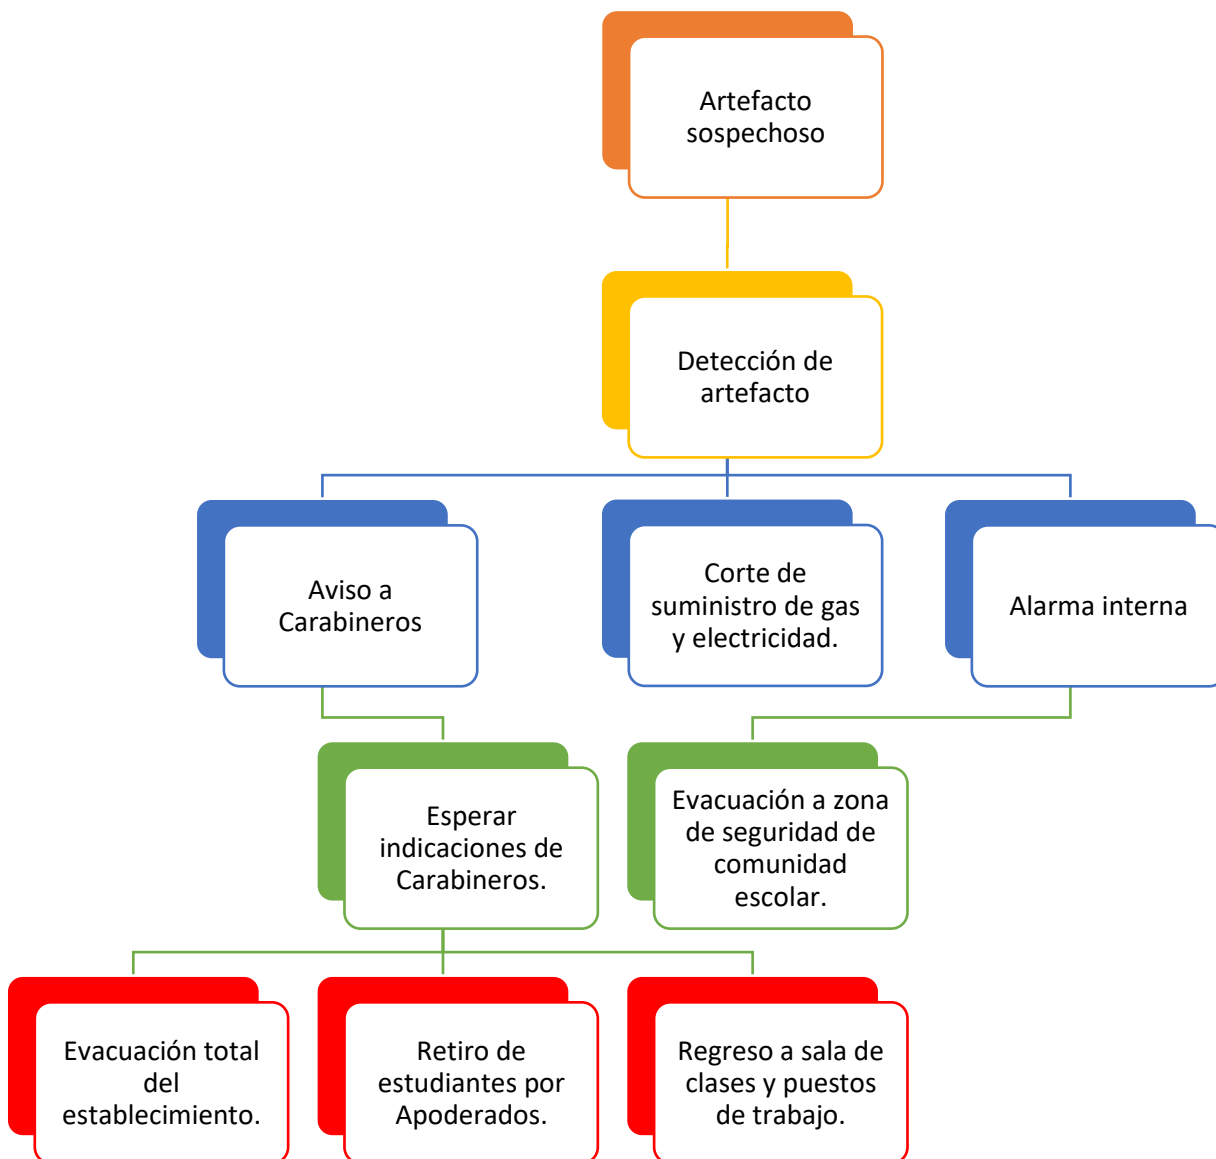 Artefacto
sospechoso
Detección de
artefacto
Aviso a
Carabineros
Corte de
suministro de gas
y electricidad.
Alarma interna
Esperar
indicaciones de
Carabineros.
Evacuación a zona
de seguridad de
comunidad
escolar.
Evacuación total
del
establecimiento.
Retiro de
estudiantes por
Apoderados.
Regreso a sala de
clases y puestos
de trabajo.